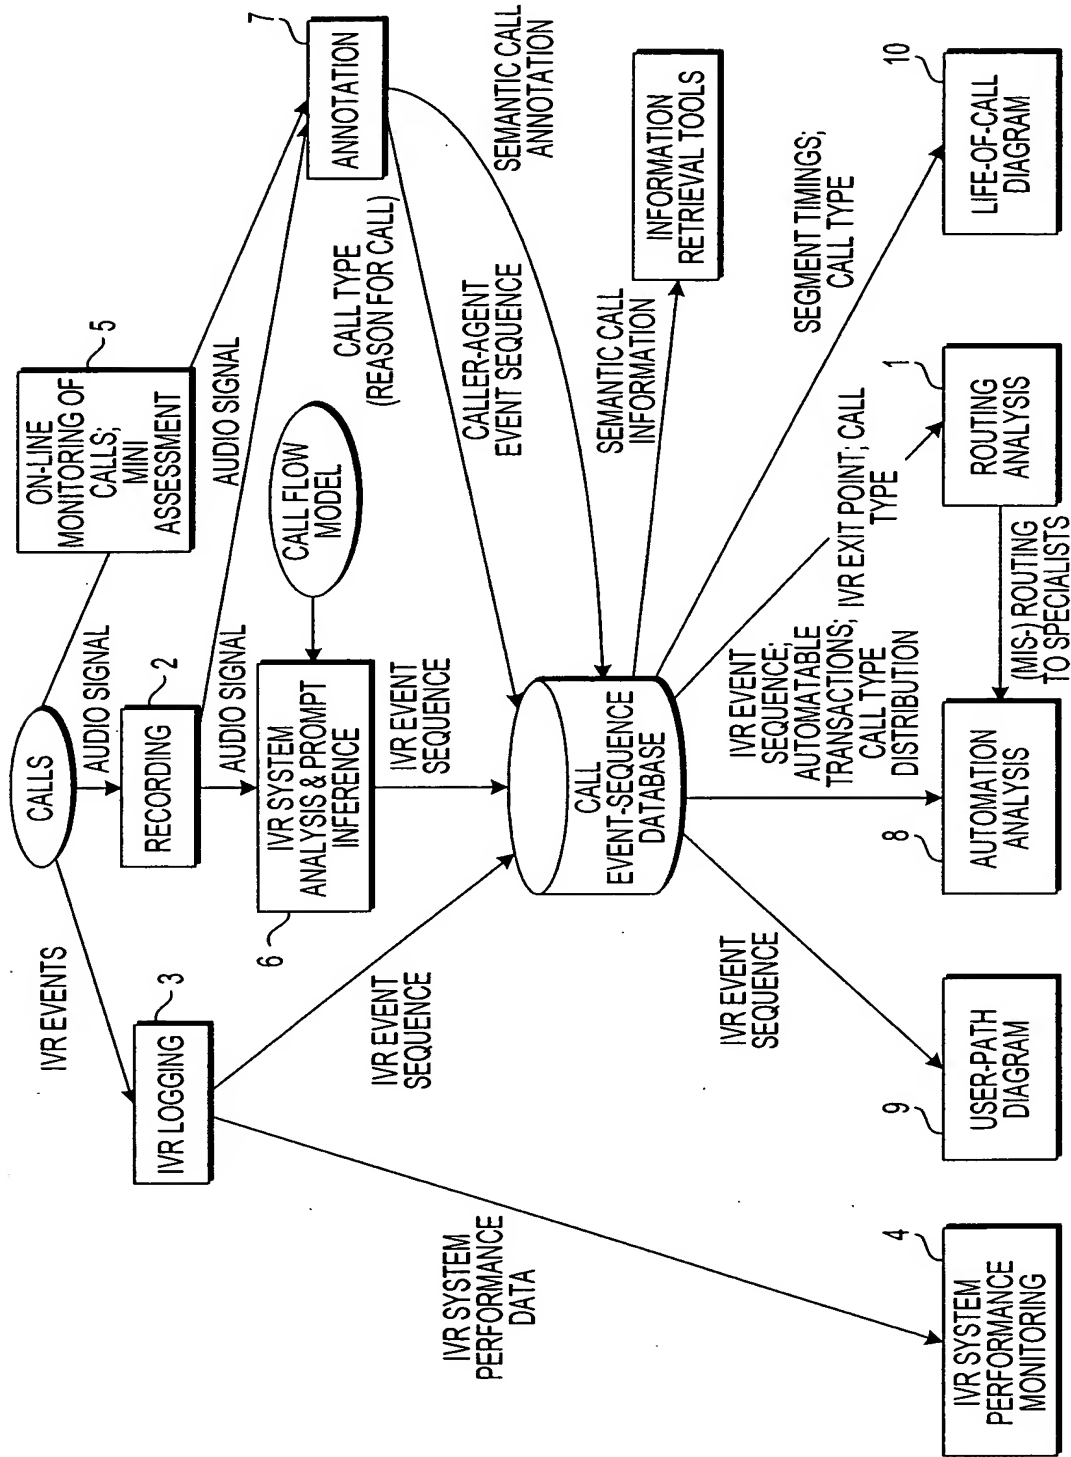 CALLS
IVR EVENTS
AUDIO SIGNAL
ON-LINE
MONITORING OF
CALLS;
MINI
ASSESSMENT
5
3
IVR LOGGING
2
RECORDING
AUDIO SIGNAL
AUDIO SIGNAL
7
ANNOTATION
6
IVR SYSTEM
ANALYSIS & PROMPT
INFERENCE
CALL FLOW
MODEL
CALL TYPE
(REASON FOR CALL)
SEMANTIC CALL
ANNOTATION
IVR EVENT
SEQUENCE
IVR EVENT
SEQUENCE
CALLER-AGENT
EVENT SEQUENCE
IVR SYSTEM
PERFORMANCE
DATA
CALL
EVENT-SEQUENCE
DATABASE
SEMANTIC CALL
INFORMATION
INFORMATION
RETRIEVAL TOOLS
IVR EVENT
SEQUENCE
IVR EVENT
SEQUENCE;
AUTOMATABLE
TRANSACTIONS;
CALL TYPE
DISTRIBUTION
IVR EXIT POINT; CALL
TYPE
SEGMENT TIMINGS;
CALL TYPE
4
IVR SYSTEM
PERFORMANCE
MONITORING
9
USER-PATH
DIAGRAM
8
AUTOMATION
ANALYSIS
(MIS-) ROUTING
TO SPECIALISTS
1
ROUTING
ANALYSIS
10
LIFE-OF-CALL
DIAGRAM